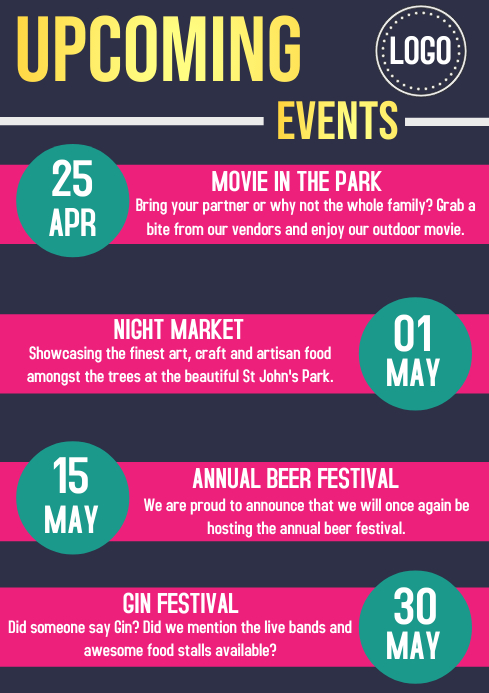 UPCOMING
LOGO
EVENTS
25
APR
MOVIE IN THE PARK
Bring your partner or why not the whole family? Grab a
bite from our vendors and enjoy our outdoor movie.
NIGHT MARKET
Showcasing the finest art, craft and artisan food
amongst the trees at the beautiful St John's Park.
01
MAY
15
MAY
ANNUAL BEER FESTIVAL
We are proud to announce that we will once again be
hosting the annual beer festival.
GIN FESTIVAL
Did someone say Gin? Did we mention the live bands and
awesome food stalls available?
30
MAY